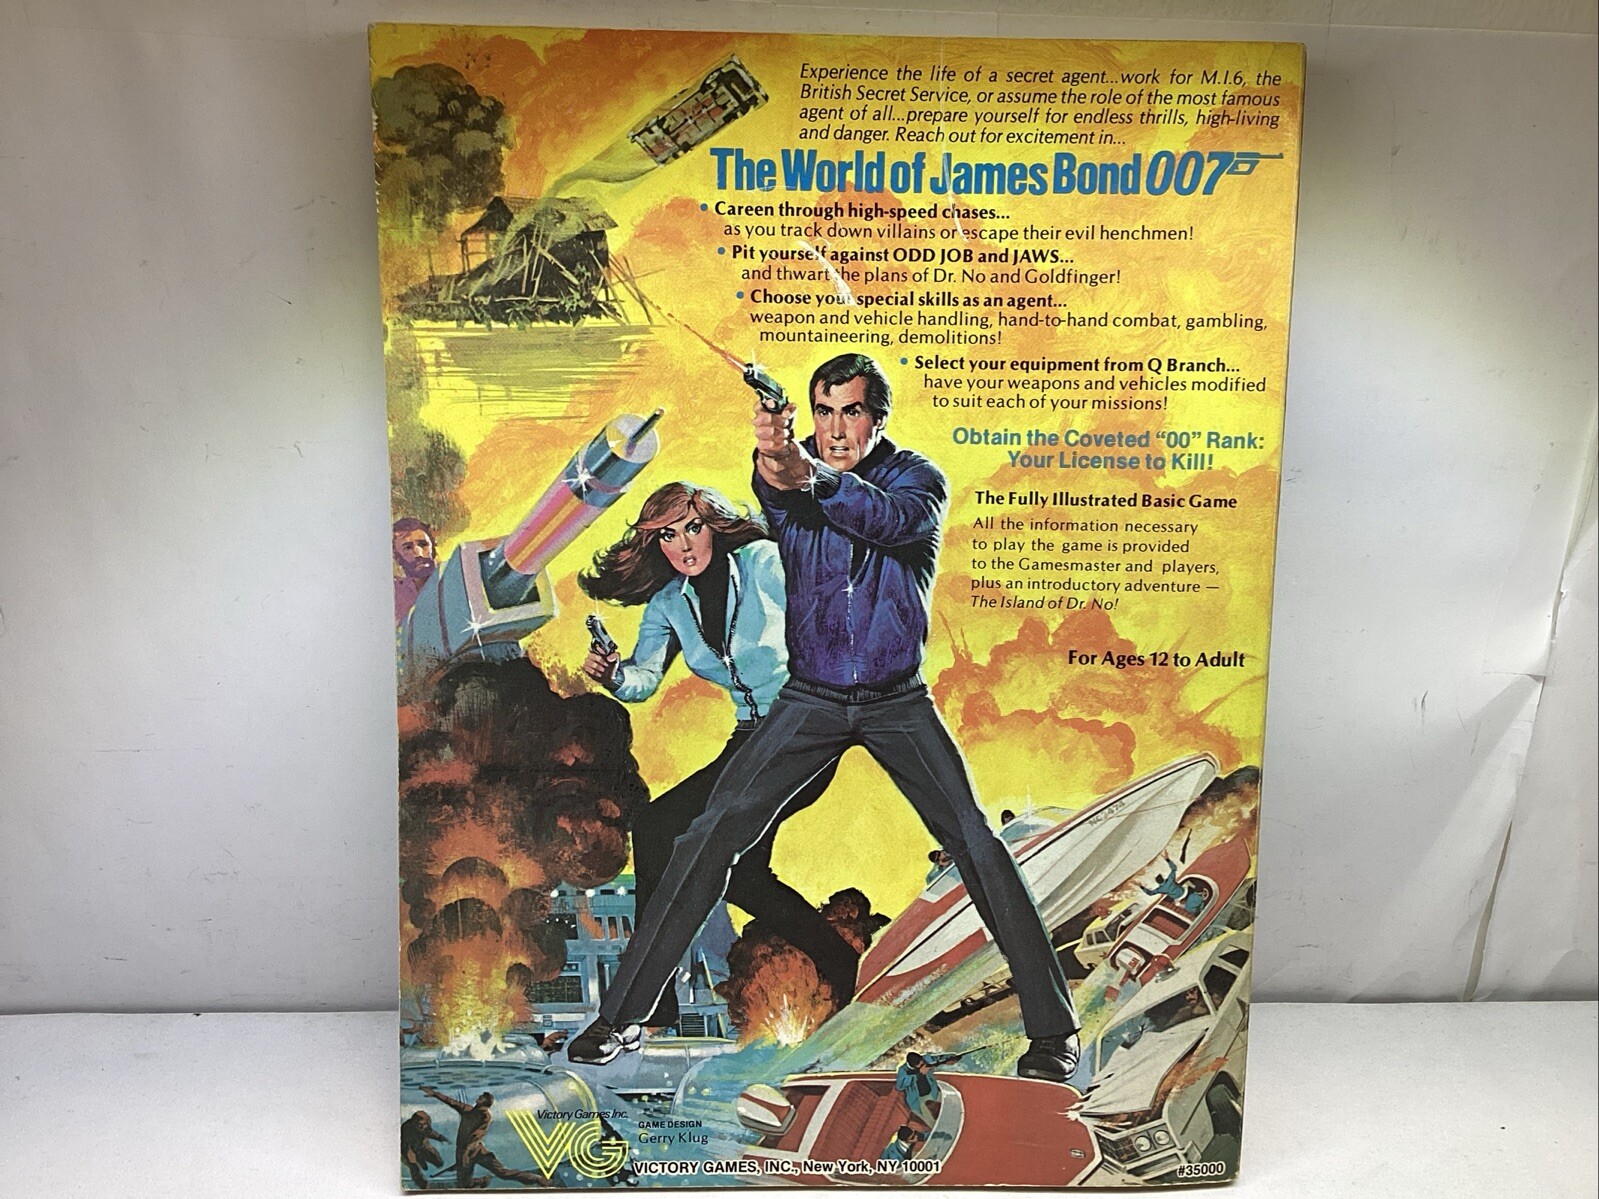 Experience the life of a secret agent...work for M.I.6, the
British Secret Service, or assume the role of the most famous
agent of all...prepare yourself for endless thrills, high-living
and danger. Reach out for excitement in...
The World of James Bond 007
• Careen through high-speed chases...
as you track down villains or escape their evil henchmen!
• Pit yourself against ODD JOB and JAWS...
and thwart the plans of Dr. No and Goldfinger!
• Choose your special skills as an agent...
weapon and vehicle handling, hand-to-hand combat, gambling,
mountaineering, demolitions!
• Select your equipment from Q Branch...
have your weapons and vehicles modified
to suit each of your missions!
Obtain the Coveted “00” Rank:
Your License to Kill!
The Fully Illustrated Basic Game
All the information necessary
to play the game is provided
to the Gamesmaster and players,
plus an introductory adventure —
The Island of Dr. No!
For Ages 12 to Adult
Victory Games Inc.
VG
GAME DESIGN
Gerry Klug
VICTORY GAMES, INC., New York, NY 10001
#35000